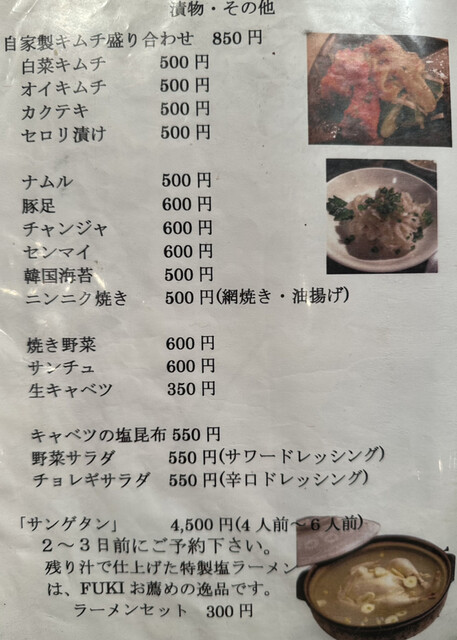 漬物・その他
自家製キムチ盛り合わせ 850円
白菜キムチ 500円
オイキムチ 500円
カクテキ 500円
セロリ漬け 500円
ナムル 500円
豚足 600円
チャンジャ 600円
センマイ 600円
韓国海苔 500円
ニンニク焼き 500円(網焼き・油揚げ)
焼き野菜 600円
サンチュ 600円
生キャベツ 350円
キャベツの塩昆布 550円
野菜サラダ 550円(サワードレッシング)
チョレギサラダ 550円(辛口ドレッシング)
「サンゲタン」 4,500円(4人前～6人前)
２～３日前にご予約下さい。
残り汁で仕上げた特製塩ラーメン
は、FUKIお薦めの逸品です。
ラーメンセット 300円